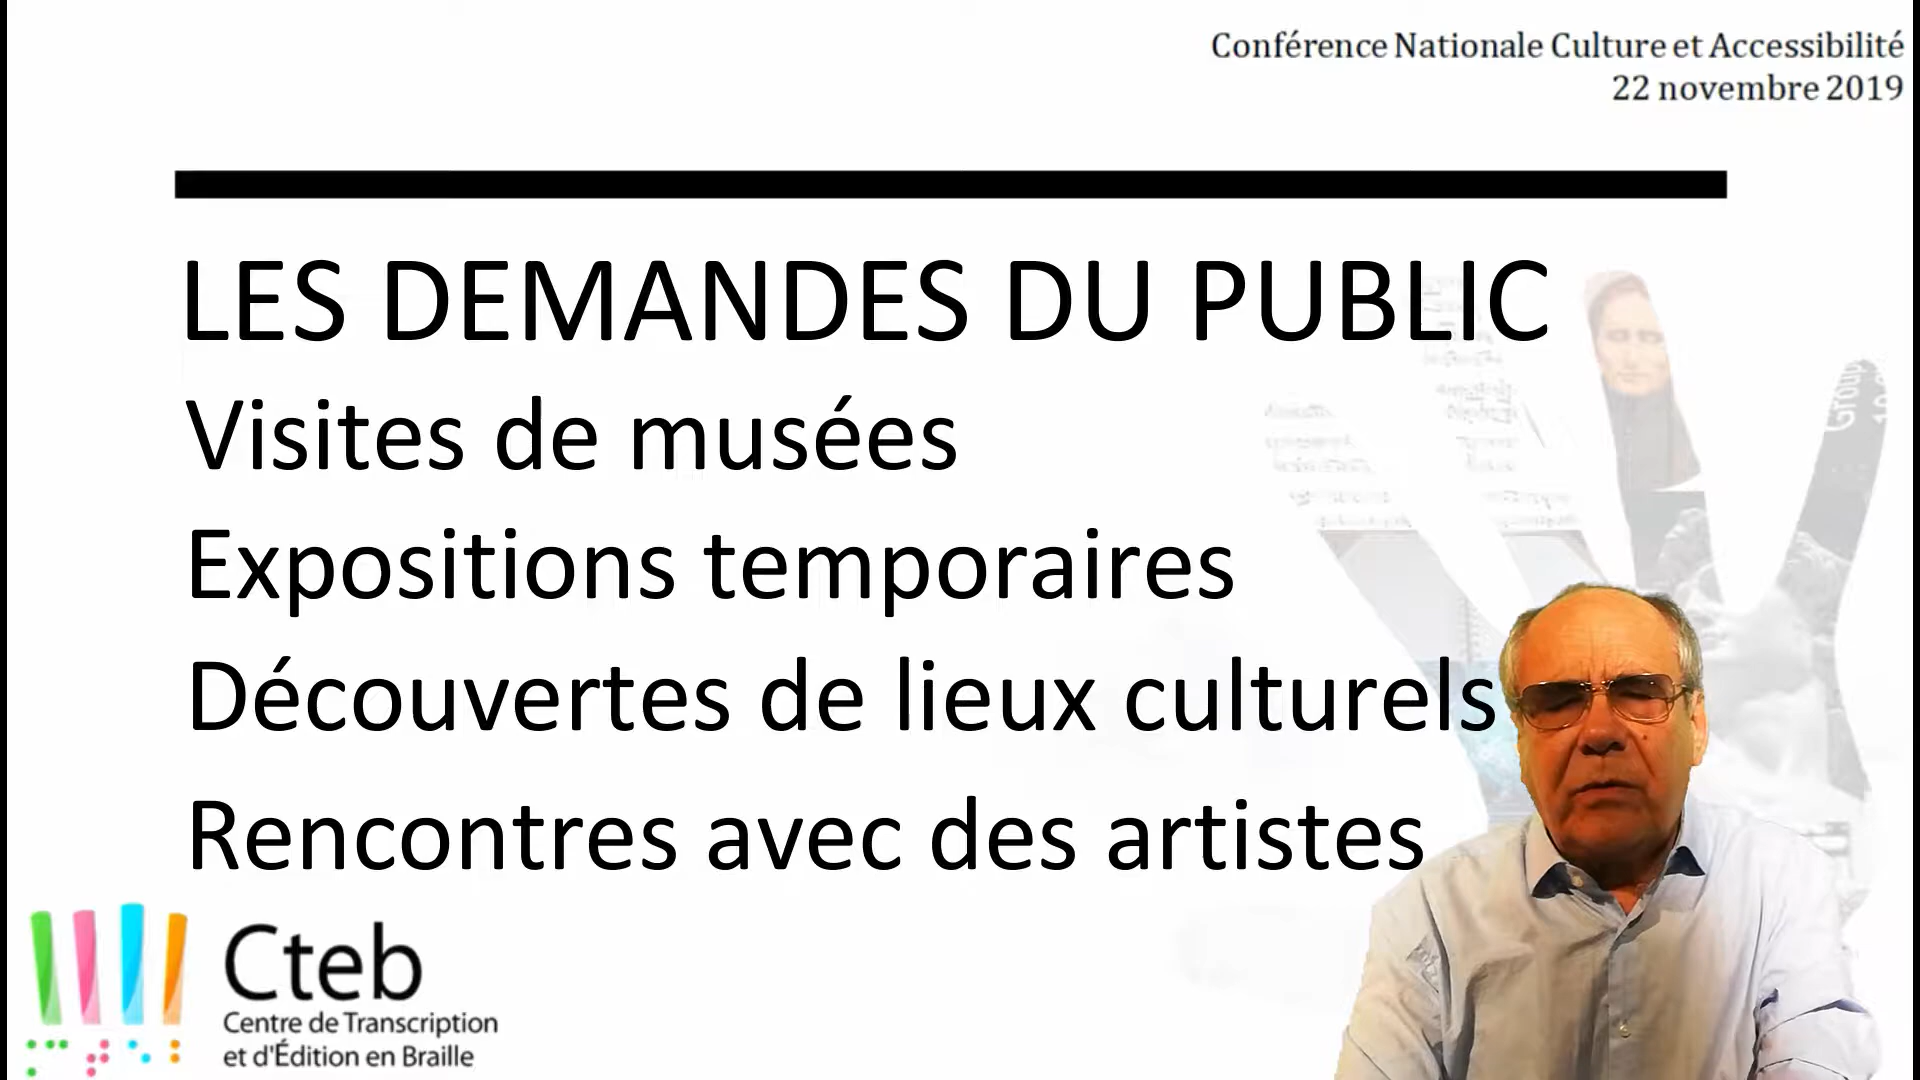 Conférence Nationale Culture et Accessibilité
22 novembre 2019
LES DEMANDES DU PUBLIC
Visites de musées
Expositions temporaires
Découvertes de lieux culturels
Rencontres avec des artistes
Cteb
Centre de Transcription
et d'Édition en Braille
Group